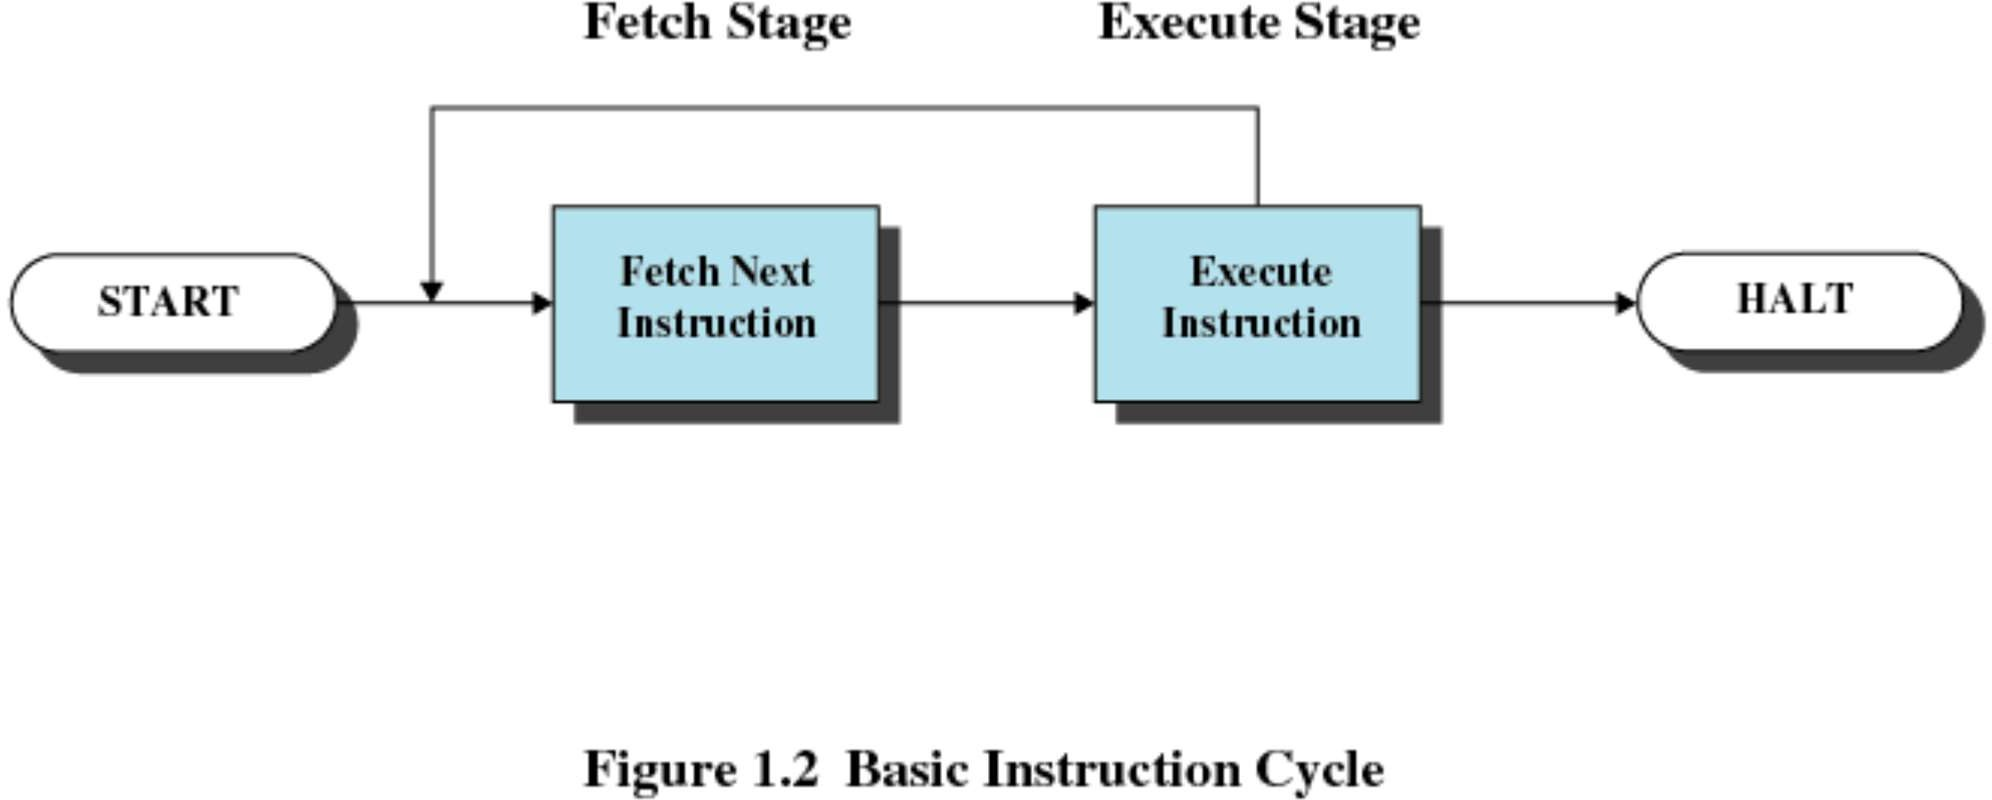 Fetch Stage
Execute Stage
START
Fetch Next
Instruction
Execute
Instruction
HALT
Figure 1.2 Basic Instruction Cycle